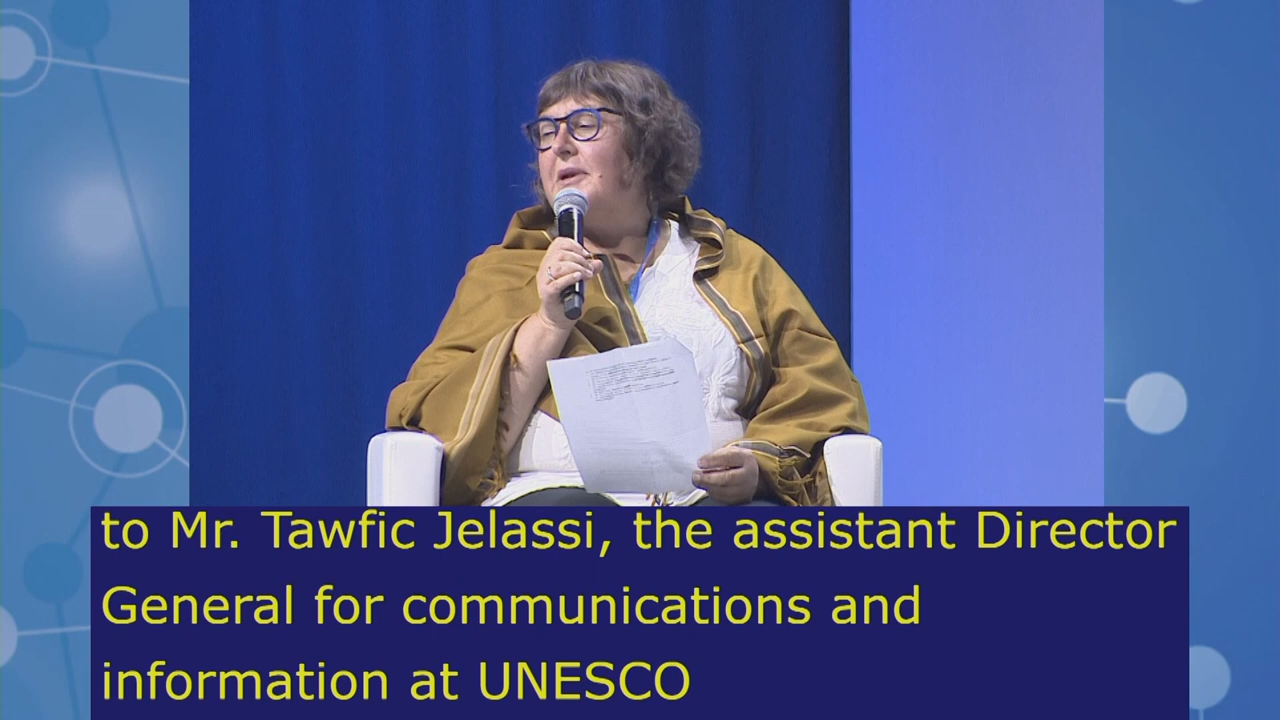 to Mr. Tawfic Jelassi, the assistant Director
General for communications and
information at UNESCO